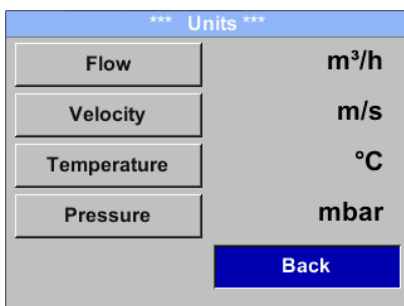 *** Units ***
Flow m³/h
Velocity m/s
Temperature °C
Pressure mbar
Back